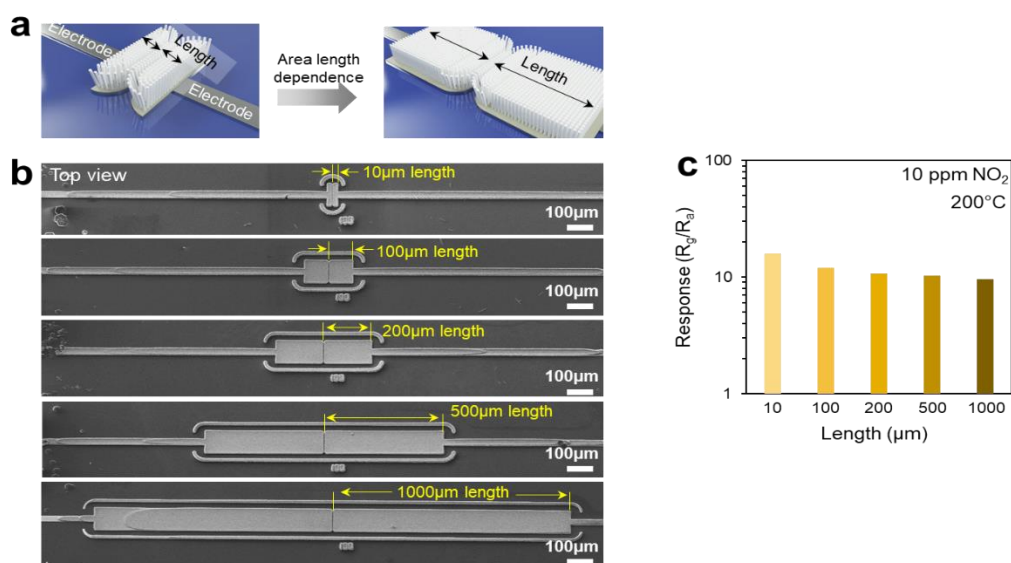 a
Electrode
Length
Electrode
Area length
dependence
Length
b
Top view
10µm length
100µm
100µm length
100µm
200µm length
100µm
500µm length
100µm
1000µm length
100µm
c
10 ppm NO₂
200°C
Response (Rg/Ra)
100
10
1
10 100 200 500 1000
Length (µm)